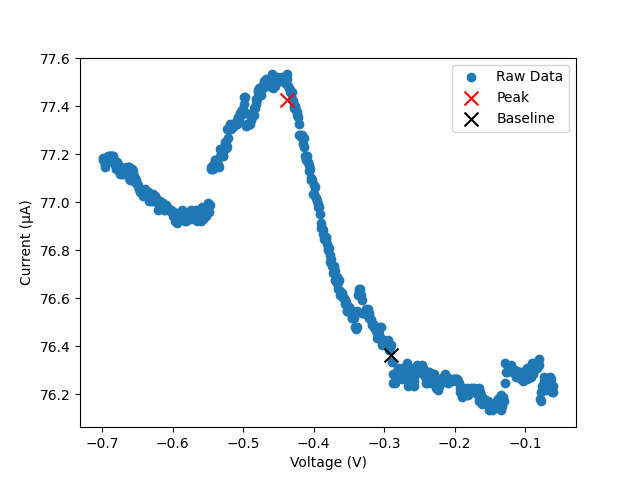 77.6
77.4
77.2
77.0
76.8
76.6
76.4
76.2
Current (μA)
Raw Data
Peak
Baseline
−0.7 −0.6 −0.5 −0.4 −0.3 −0.2 −0.1
Voltage (V)